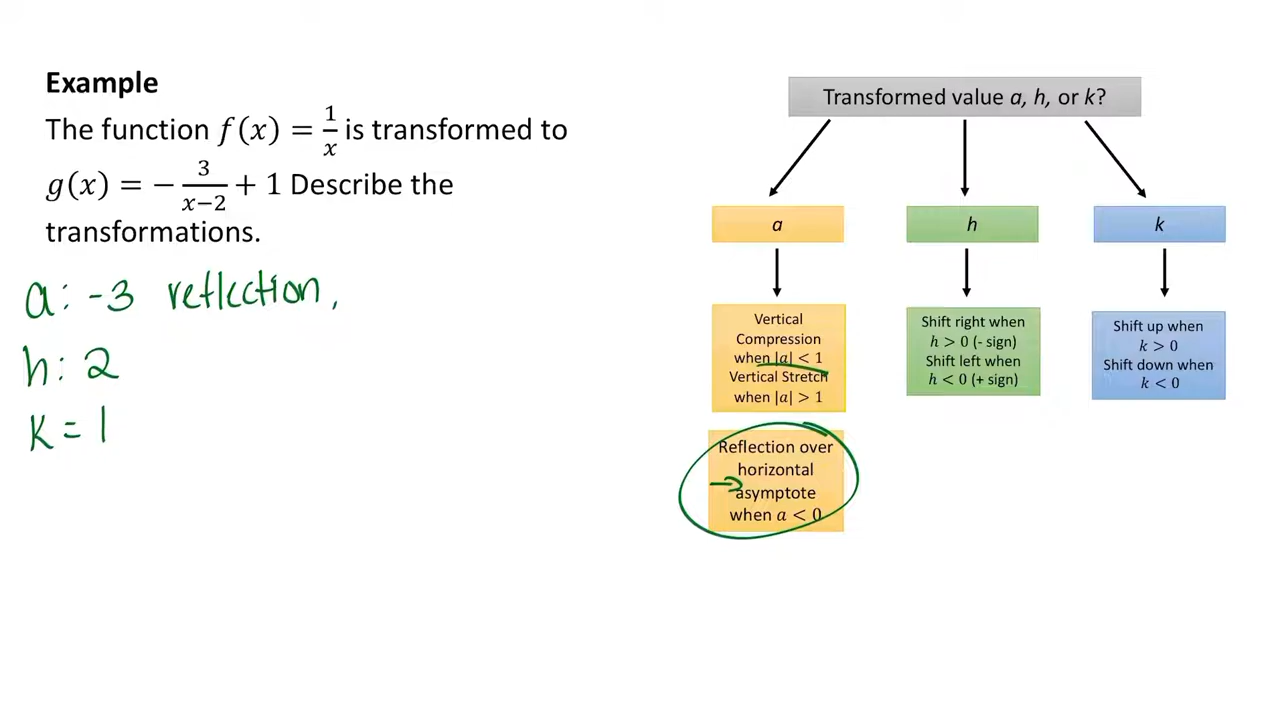 Example
The function f(x) = 1/x is transformed to
g(x) = − 3/(x−2) + 1 Describe the
transformations.
a: -3 reflection,
h: 2
K = 1
Transformed value a, h, or k?
a
h
k
Vertical
Compression
when |a| < 1
Vertical Stretch
when |a| > 1
Reflection over
horizontal
asymptote
when a < 0
Shift right when
h > 0 (- sign)
Shift left when
h < 0 (+ sign)
Shift up when
k > 0
Shift down when
k < 0